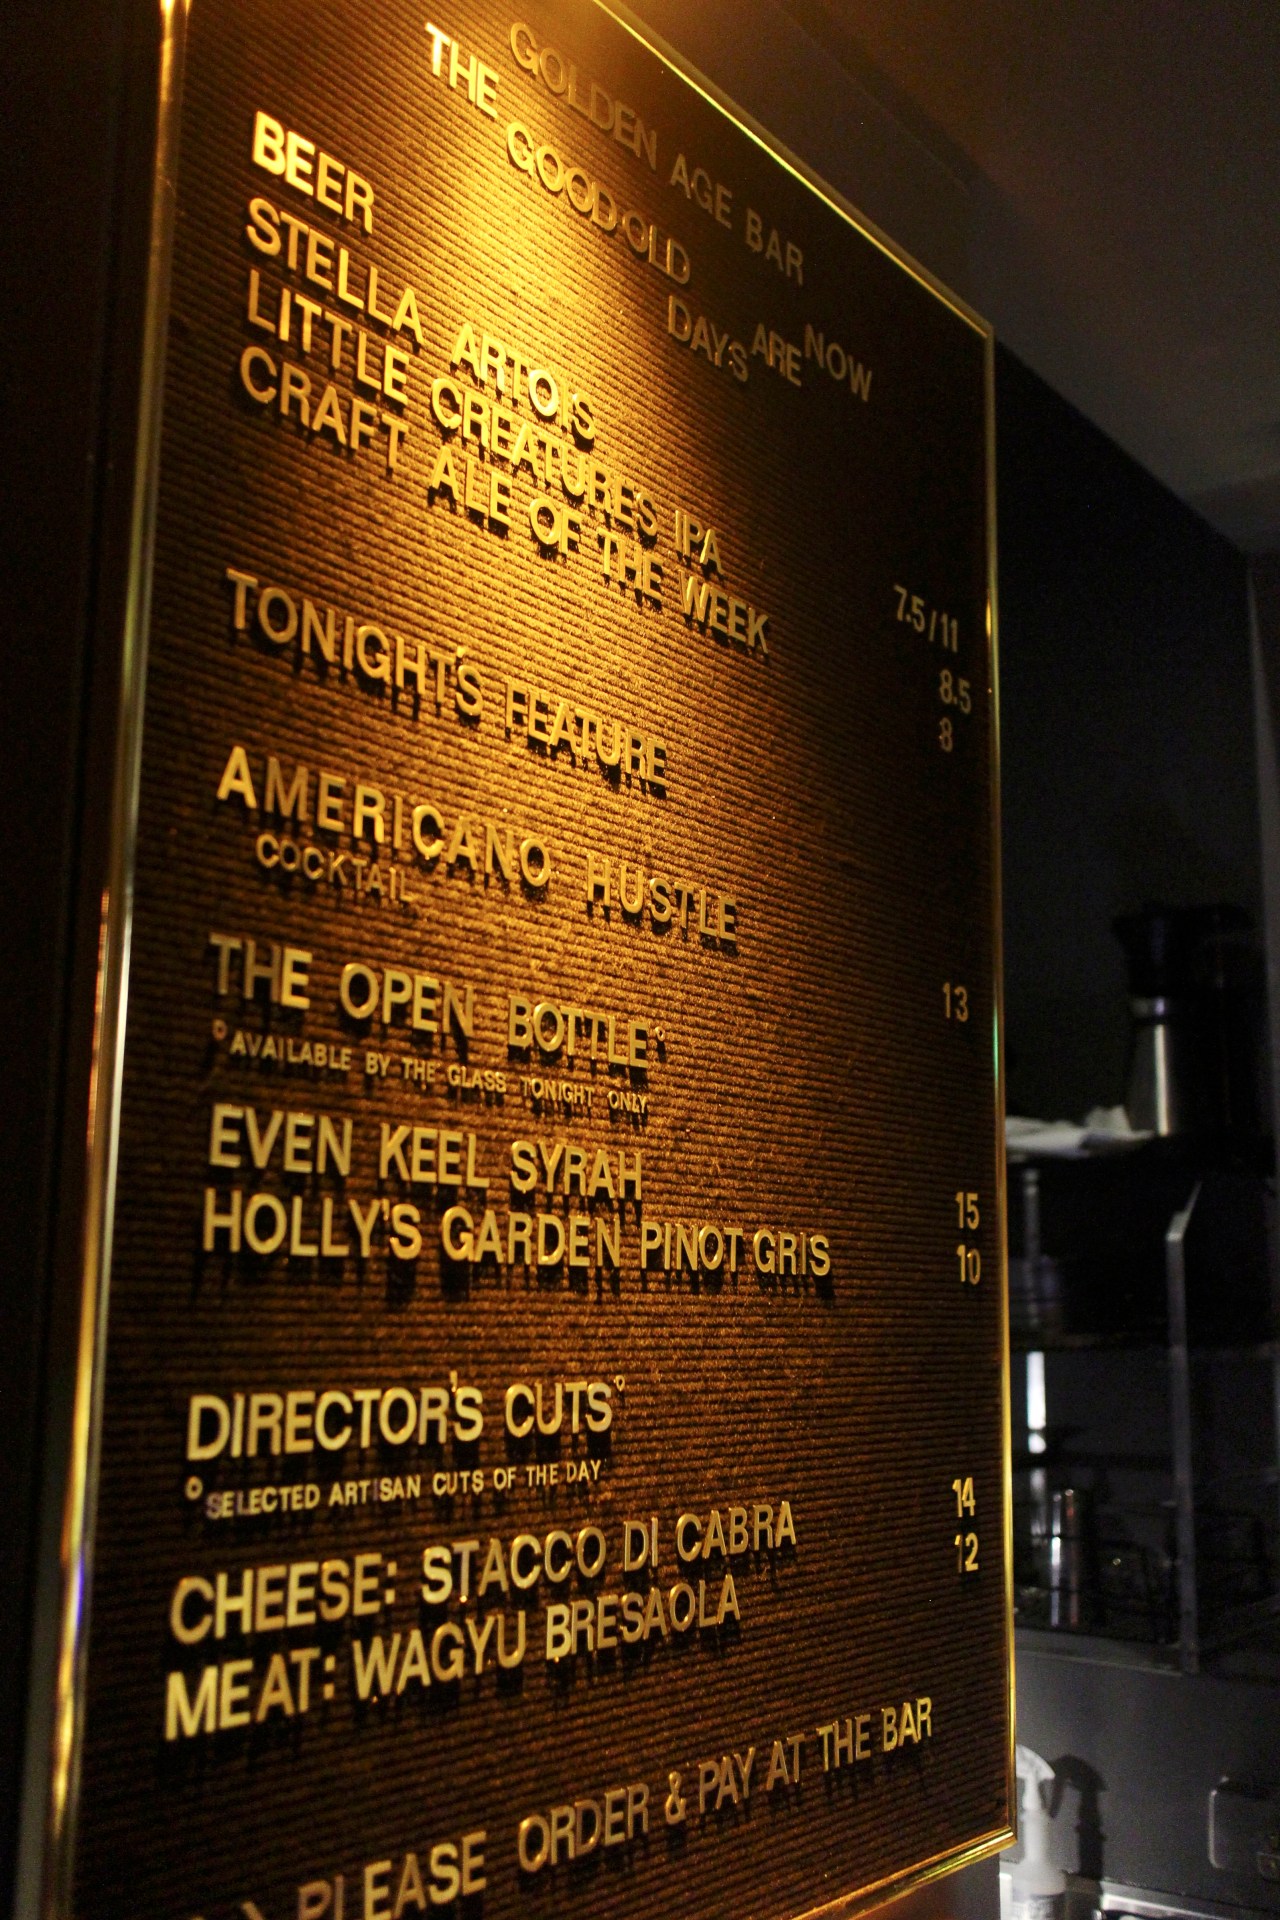 GOLDEN AGE BAR
THE GOOD OLD DAYS ARE NOW
BEER
STELLA ARTOIS 7.5/11
LITTLE CREATURES IPA 8.5
CRAFT ALE OF THE WEEK 8
TONIGHT'S FEATURE
AMERICANO HUSTLE 13
COCKTAIL
THE OPEN BOTTLE°
°AVAILABLE BY THE GLASS TONIGHT ONLY
EVEN KEEL SYRAH 15
HOLLY'S GARDEN PINOT GRIS 10
DIRECTOR'S CUTS°
°SELECTED ARTISAN CUTS OF THE DAY
CHEESE: STACCO DI CABRA 14
MEAT: WAGYU BRESAOLA 12
PLEASE ORDER & PAY AT THE BAR